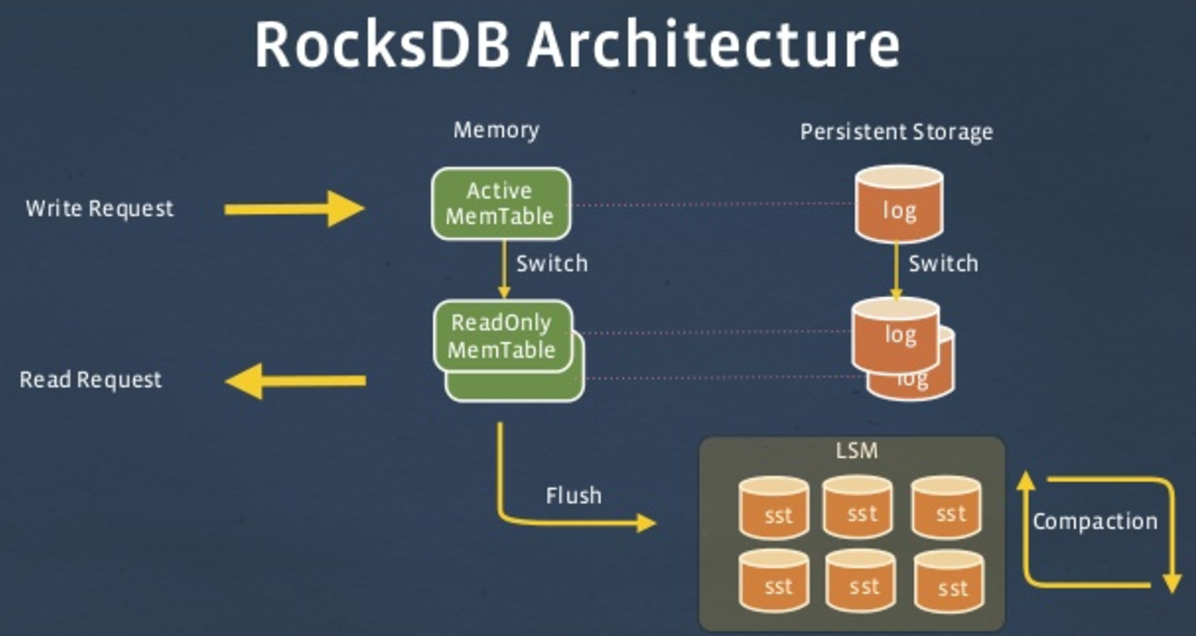 RocksDB Architecture
Memory
Persistent Storage
Write Request
Active
MemTable
log
Switch
Switch
ReadOnly
MemTable
log
log
Read Request
LSM
Flush
sst
sst
sst
Compaction
sst
sst
sst